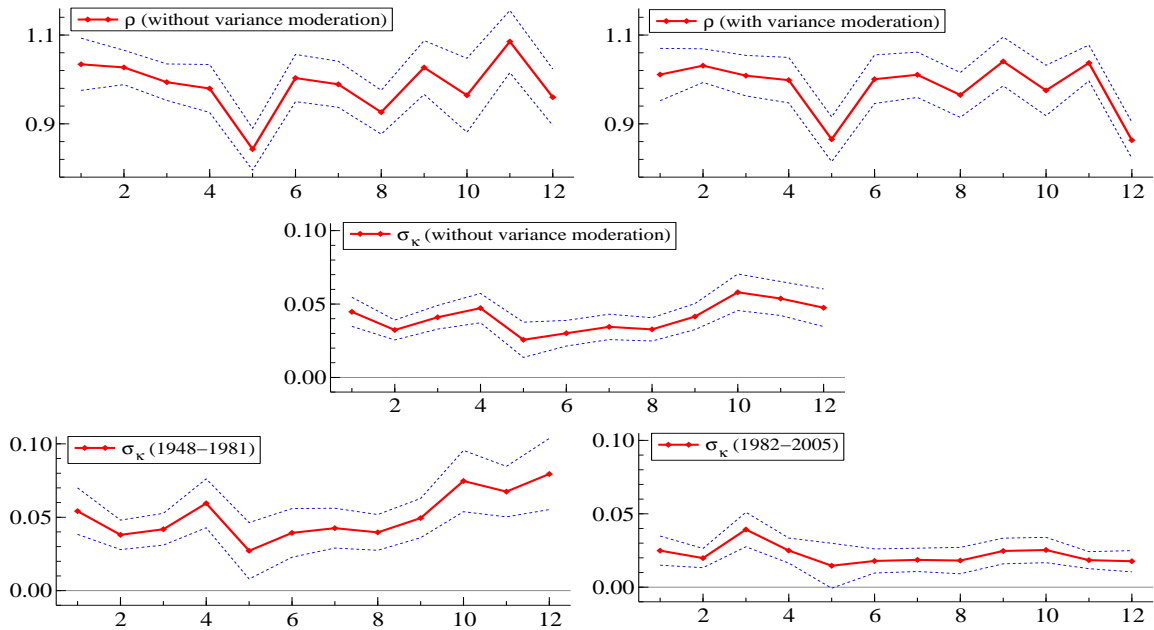 ρ (without variance moderation)
1.1
0.9
2 4 6 8 10 12
ρ (with variance moderation)
1.1
0.9
2 4 6 8 10 12
σκ (without variance moderation)
0.10
0.05
0.00
2 4 6 8 10 12
σκ (1948−1981)
0.10
0.05
0.00
2 4 6 8 10 12
σκ (1982−2005)
0.10
0.05
0.00
2 4 6 8 10 12